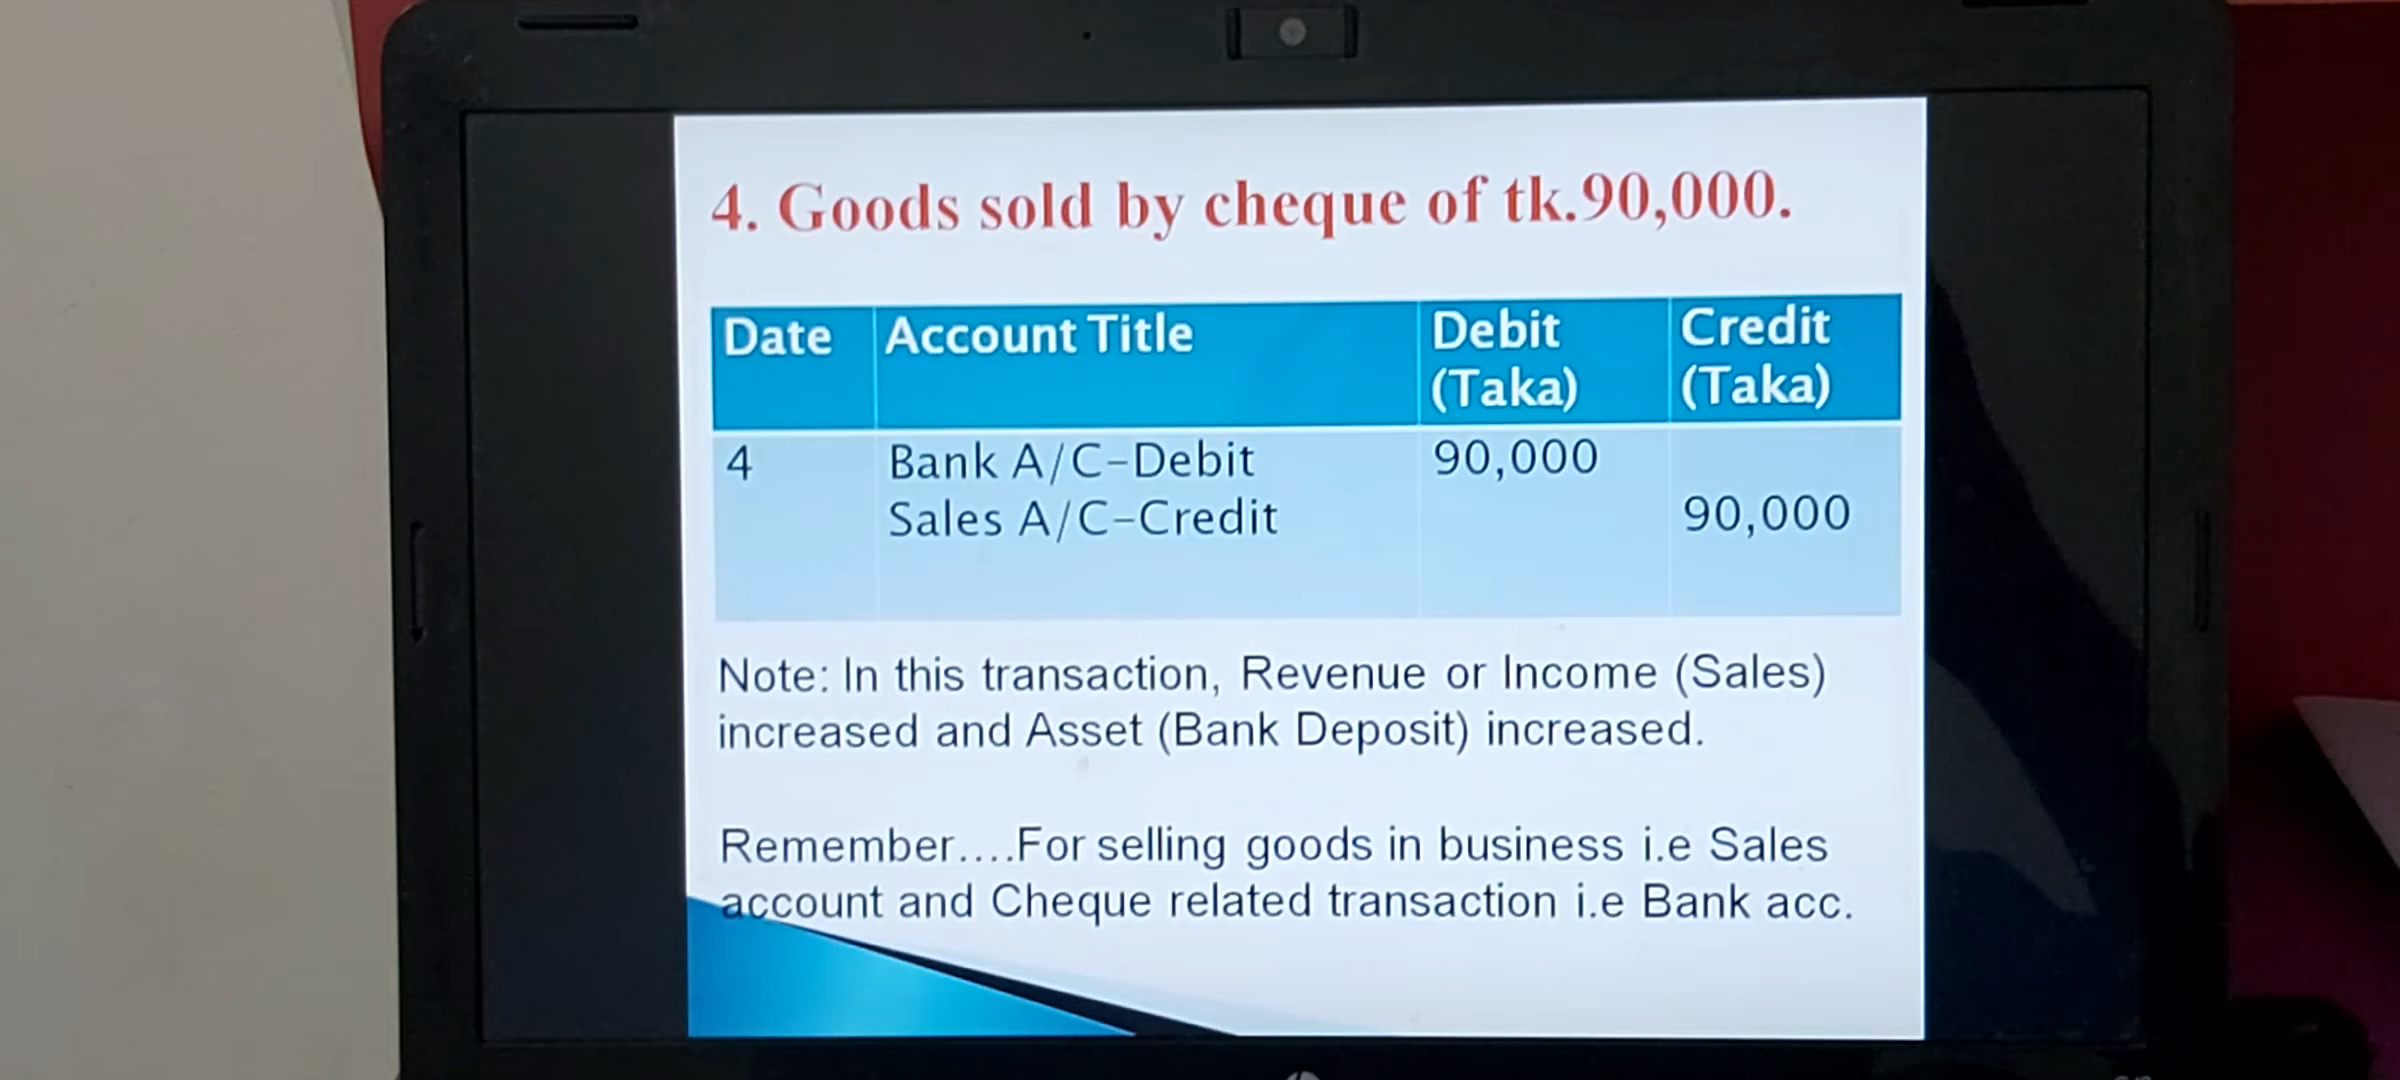 4. Goods sold by cheque of tk.90,000.
Date Account Title Debit (Taka) Credit (Taka)
4 Bank A/C-Debit 90,000
Sales A/C-Credit 90,000
Note: In this transaction, Revenue or Income (Sales)
increased and Asset (Bank Deposit) increased.
Remember....For selling goods in business i.e Sales
account and Cheque related transaction i.e Bank acc.